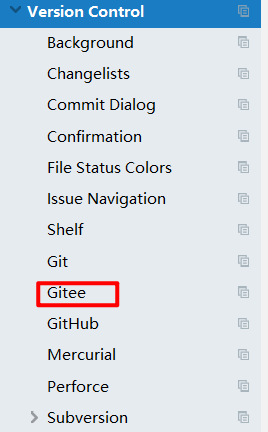 Version Control
Background
Changelists
Commit Dialog
Confirmation
File Status Colors
Issue Navigation
Shelf
Git
Gitee
GitHub
Mercurial
Perforce
Subversion